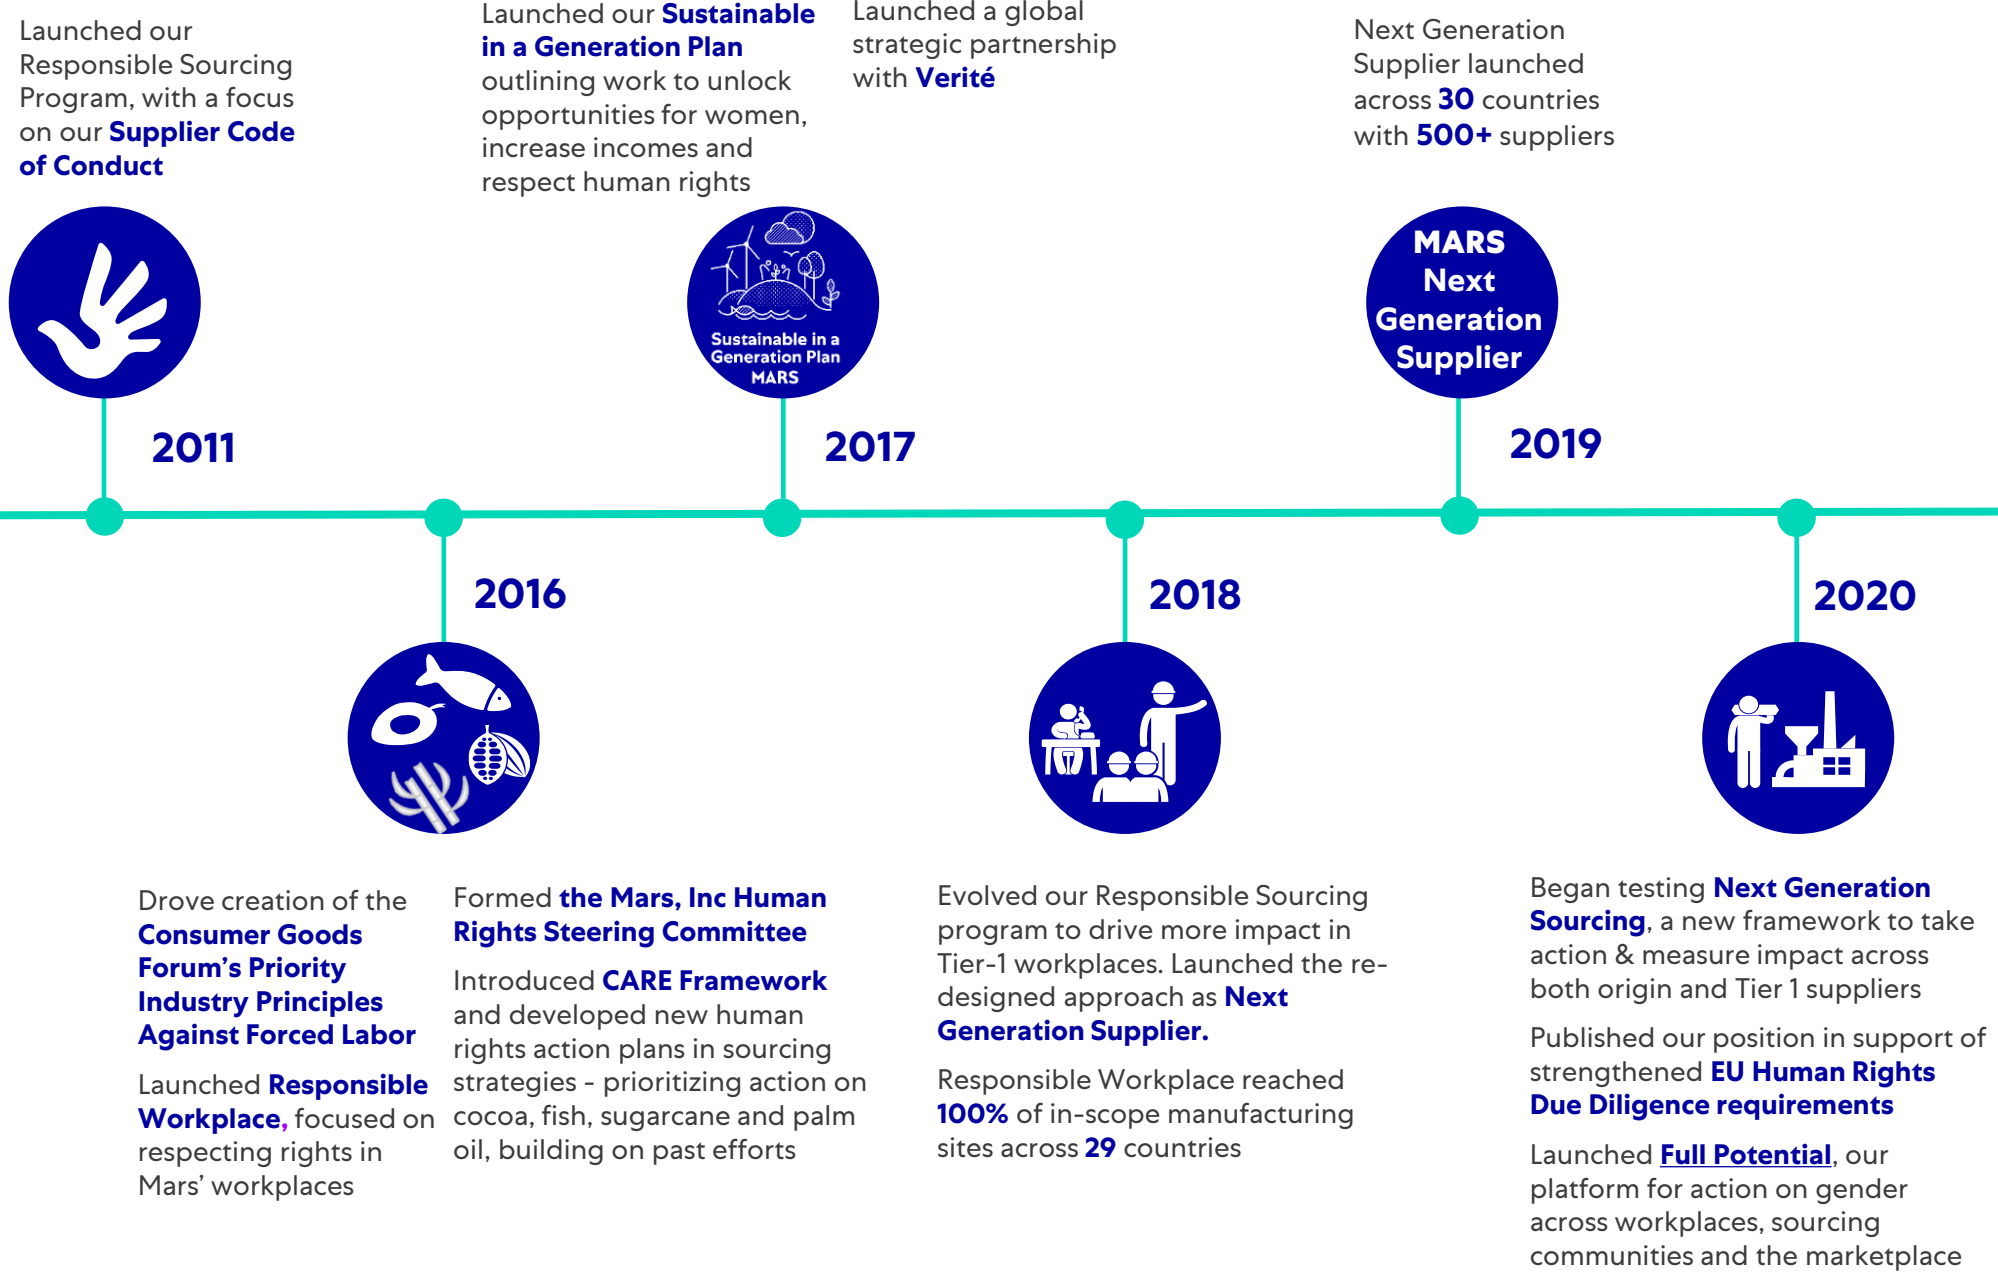 Launched our
Responsible Sourcing
Program, with a focus
on our Supplier Code
of Conduct
Launched our Sustainable
in a Generation Plan
outlining work to unlock
opportunities for women,
increase incomes and
respect human rights
Launched a global
strategic partnership
with Verité
Next Generation
Supplier launched
across 30 countries
with 500+ suppliers
Sustainable in a
Generation Plan
MARS
MARS
Next
Generation
Supplier
2011
2017
2019
2016
2018
2020
Drove creation of the
Consumer Goods
Forum’s Priority
Industry Principles
Against Forced Labor
Launched Responsible
Workplace, focused on
respecting rights in
Mars’ workplaces
Formed the Mars, Inc Human
Rights Steering Committee
Introduced CARE Framework
and developed new human
rights action plans in sourcing
strategies - prioritizing action on
cocoa, fish, sugarcane and palm
oil, building on past efforts
Evolved our Responsible Sourcing
program to drive more impact in
Tier-1 workplaces. Launched the re-
designed approach as Next
Generation Supplier.
Responsible Workplace reached
100% of in-scope manufacturing
sites across 29 countries
Began testing Next Generation
Sourcing, a new framework to take
action & measure impact across
both origin and Tier 1 suppliers
Published our position in support of
strengthened EU Human Rights
Due Diligence requirements
Launched Full Potential, our
platform for action on gender
across workplaces, sourcing
communities and the marketplace